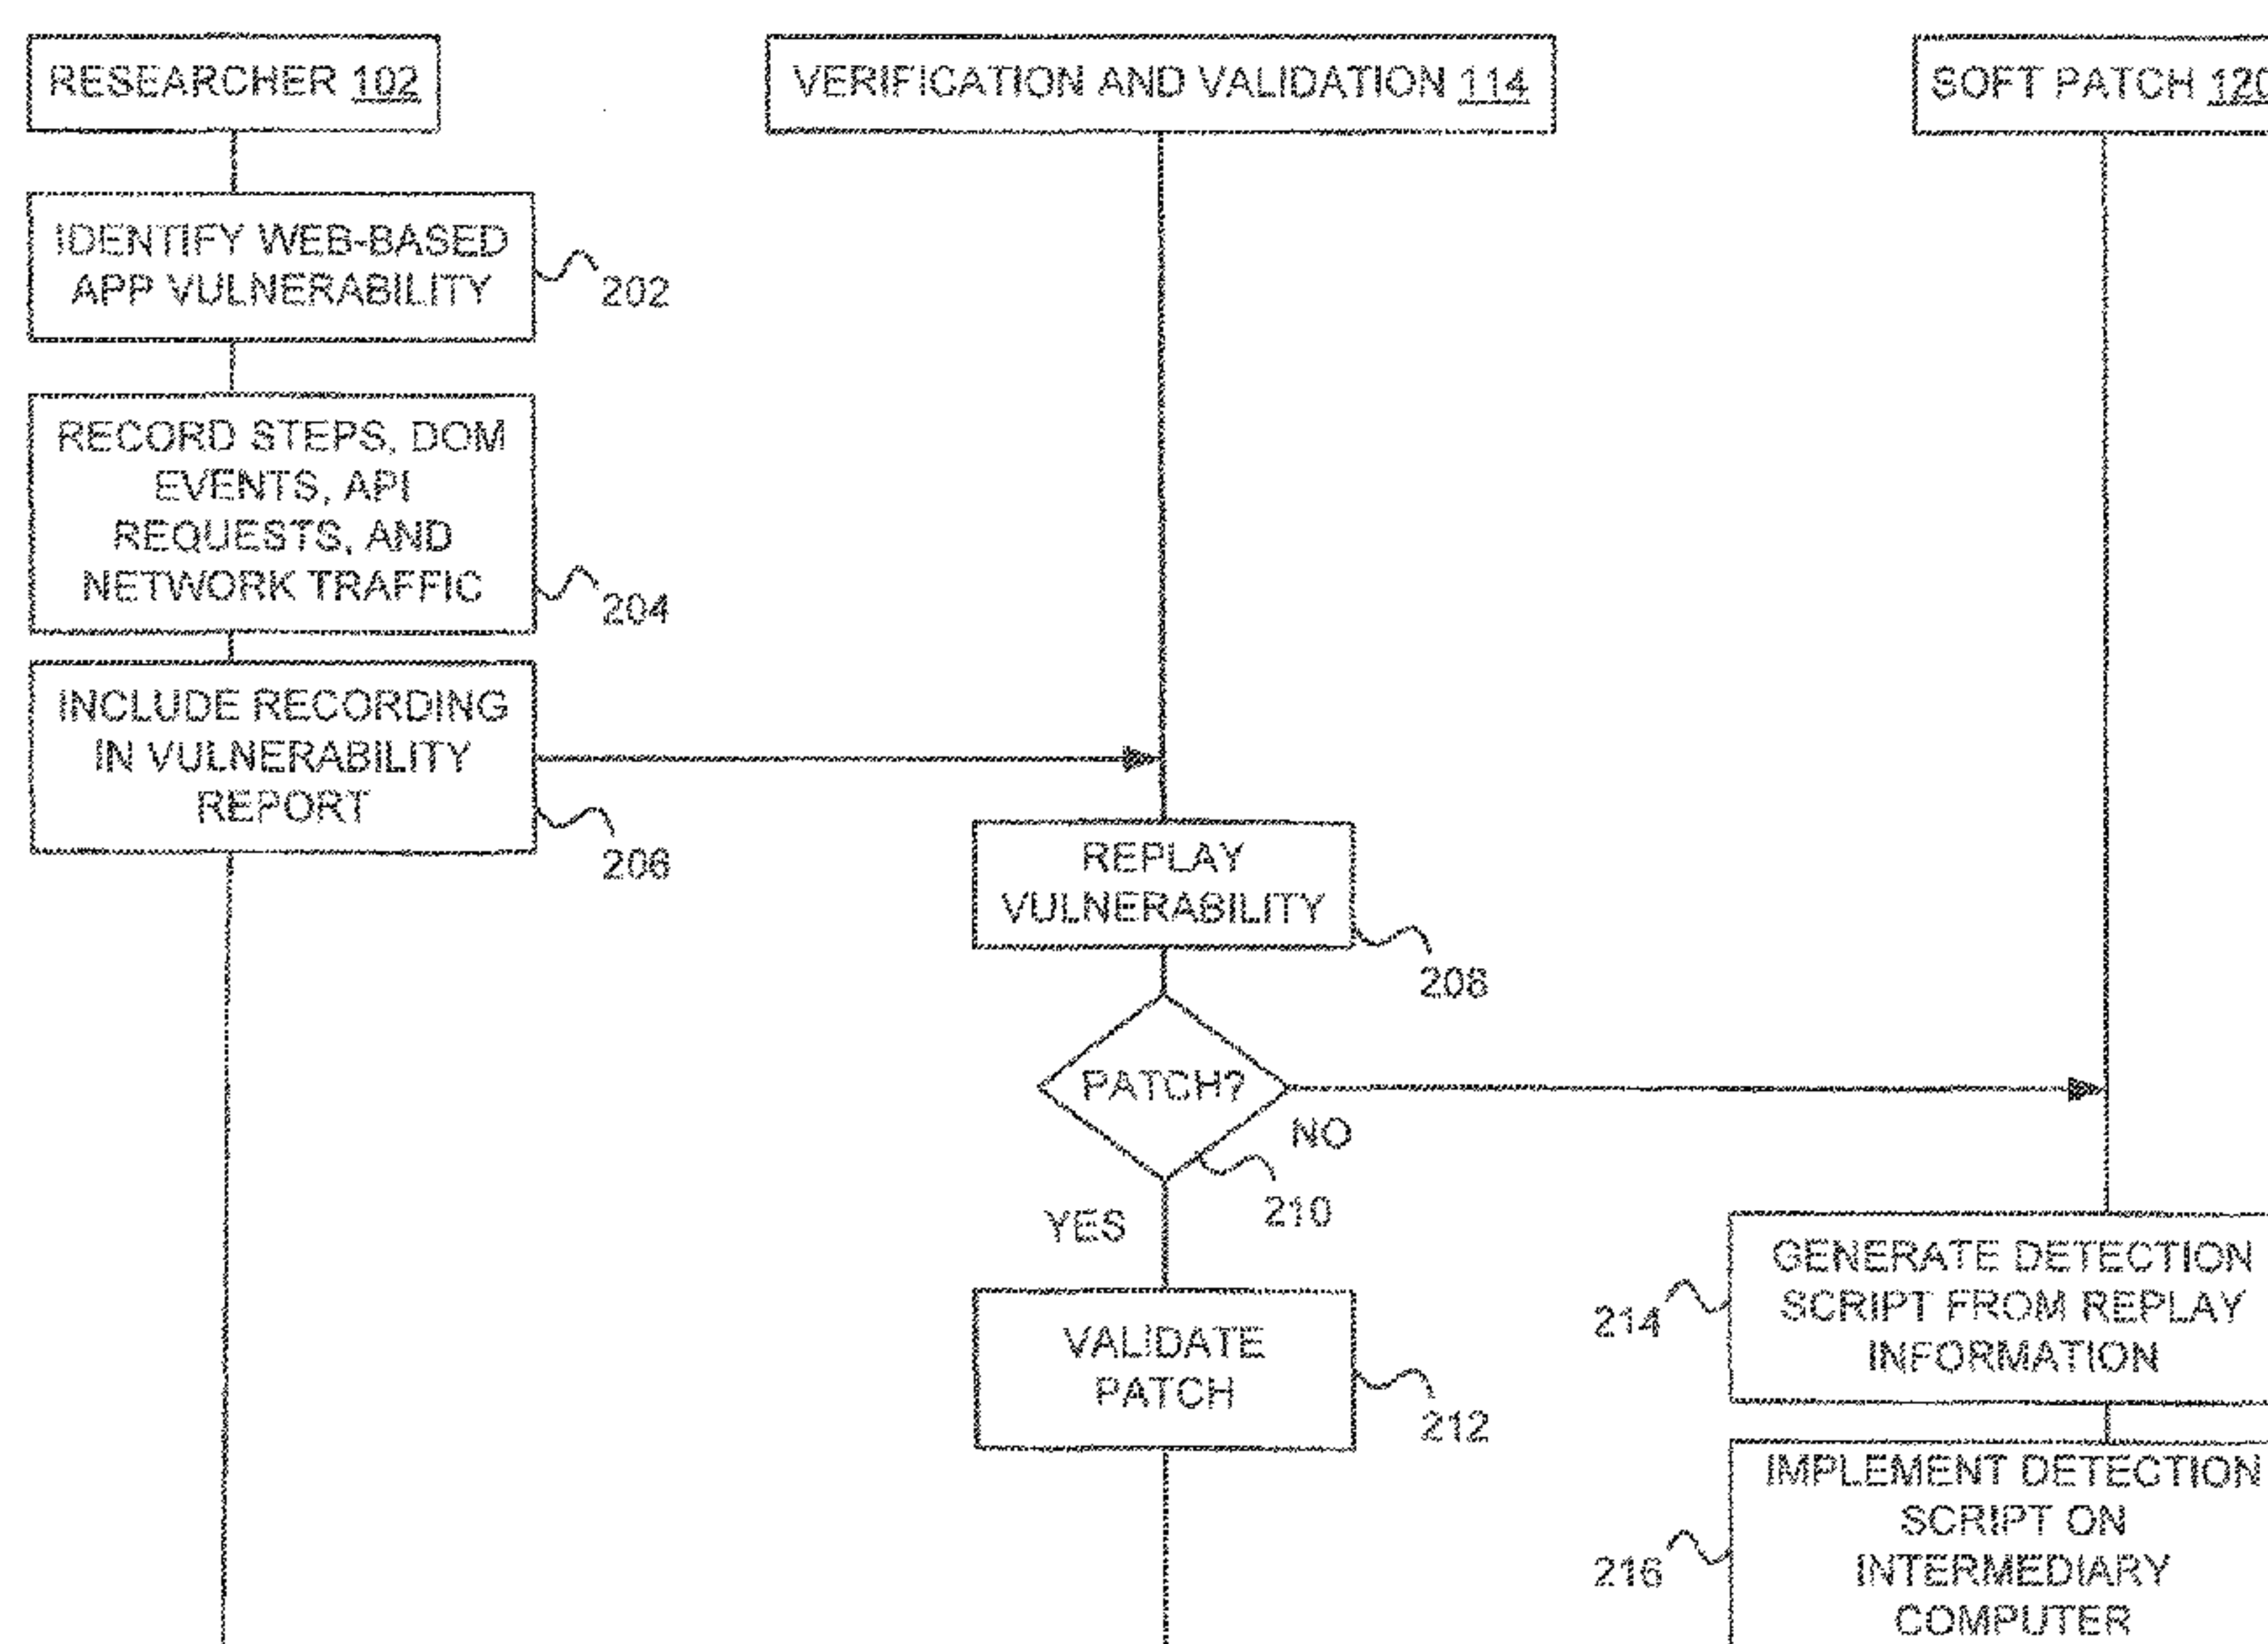 RESEARCHER 102
VERIFICATION AND VALIDATION 114
SOFT PATCH 120
IDENTIFY WEB-BASED
APP VULNERABILITY
202
RECORD STEPS, DOM
EVENTS, API
REQUESTS, AND
NETWORK TRAFFIC
204
INCLUDE RECORDING
IN VULNERABILITY
REPORT
206
REPLAY
VULNERABILITY
208
PATCH?
NO
210
YES
VALIDATE
PATCH
212
GENERATE DETECTION
SCRIPT FROM REPLAY
INFORMATION
214
IMPLEMENT DETECTION
SCRIPT ON
INTERMEDIARY
COMPUTER
216